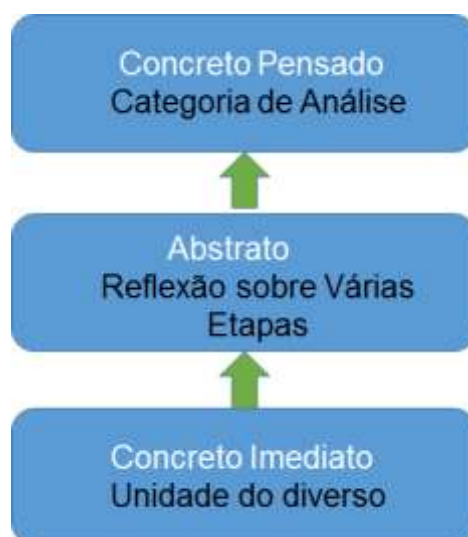 Concreto Pensado
Categoria de Análise
Abstrato
Reflexão sobre Várias
Etapas
Concreto Imediato
Unidade do diverso